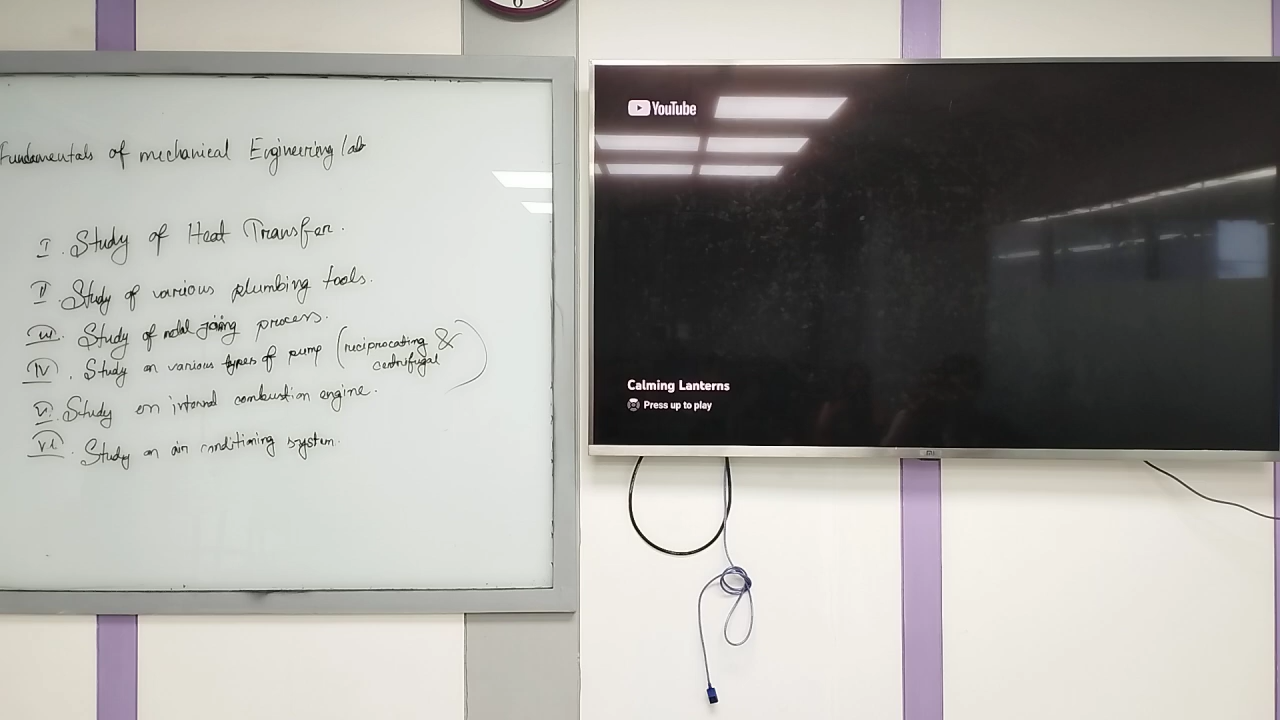 Fundamentals of mechanical Engineering lab
I. Study of Heat Transfer.
II. Study of various plumbing tools.
III. Study of metal joining process.
IV. Study on various types of pump (reciprocating &
centrifugal)
V. Study on internal combustion engine.
VI. Study on air conditioning system.
6
YouTube
Calming Lanterns
Press up to play
mi